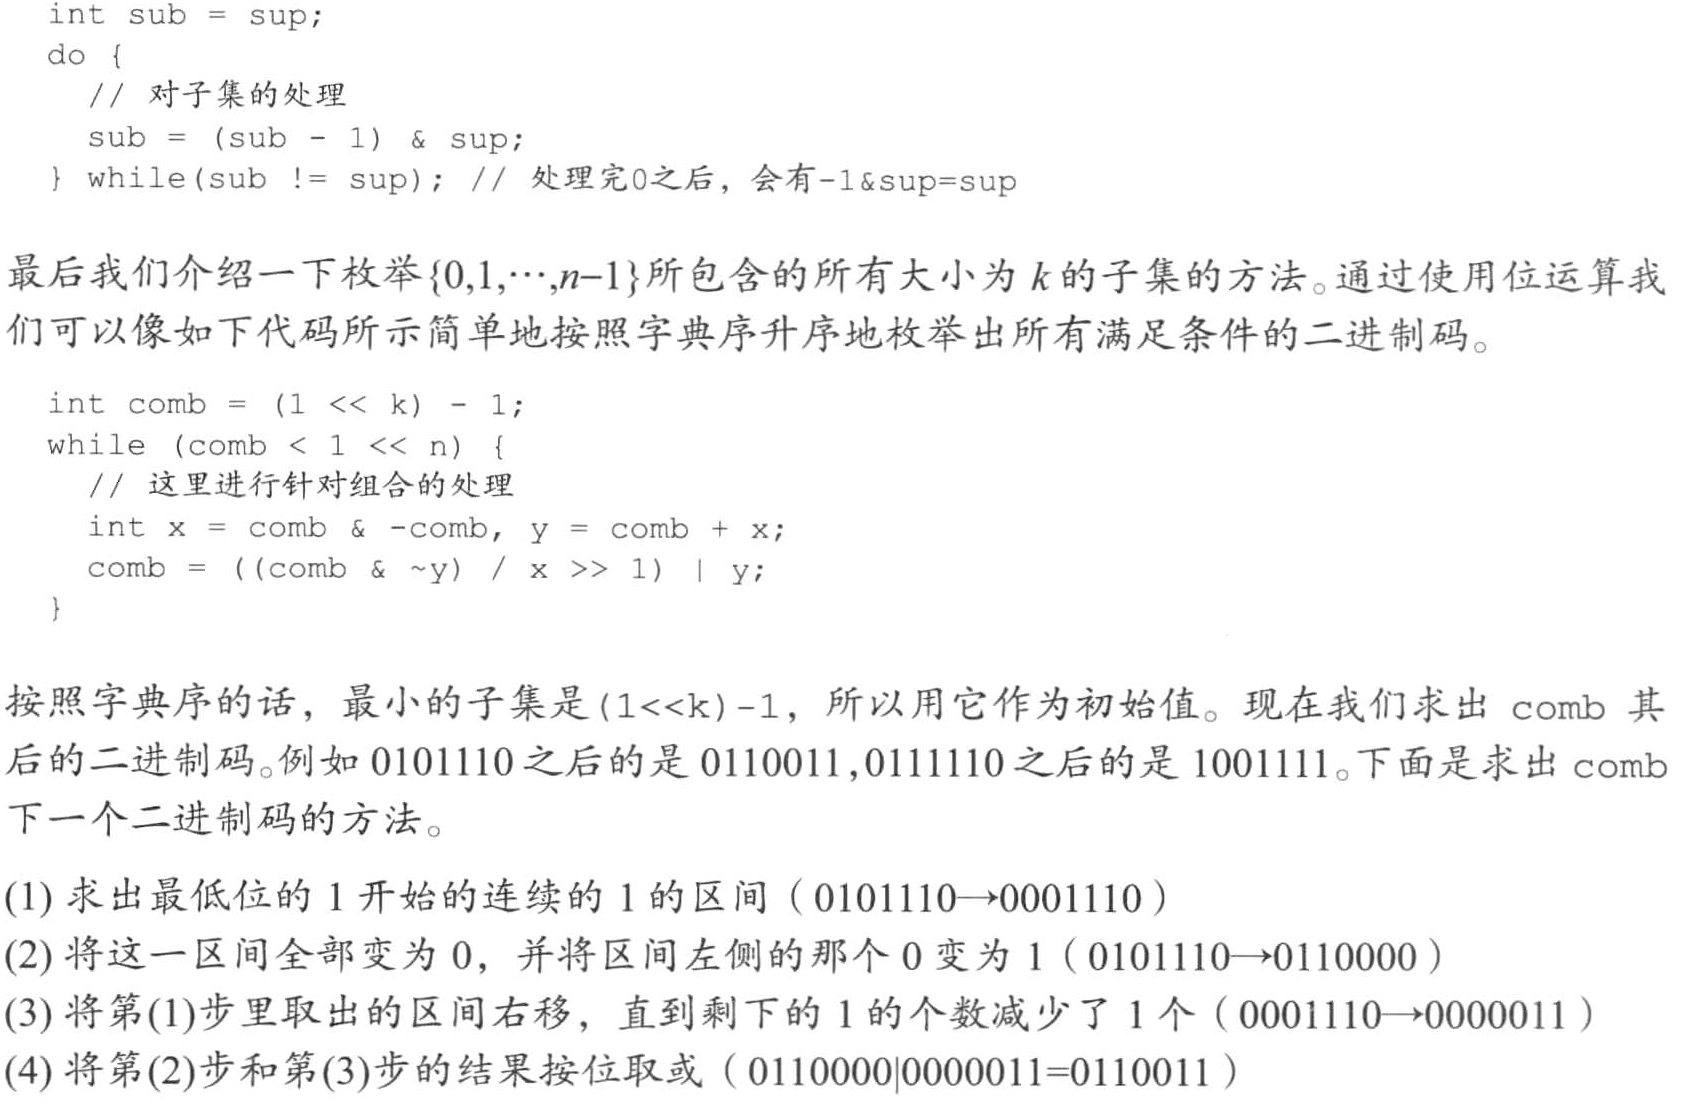 int sub = sup;
do {
// 对子集的处理
sub = (sub - 1) & sup;
} while(sub != sup); // 处理完0之后，会有-1&sup=sup
最后我们介绍一下枚举{0,1,⋯,n–1}所包含的所有大小为 k 的子集的方法。通过使用位运算我
们可以像如下代码所示简单地按照字典序升序地枚举出所有满足条件的二进制码。
int comb = (1 << k) - 1;
while (comb < 1 << n) {
// 这里进行针对组合的处理
int x = comb & -comb, y = comb + x;
comb = ((comb & ~y) / x >> 1) | y;
}
按照字典序的话，最小的子集是(1<<k)-1，所以用它作为初始值。现在我们求出 comb 其
后的二进制码。例如 0101110 之后的是 0110011,0111110 之后的是 1001111。下面是求出 comb
下一个二进制码的方法。
(1) 求出最低位的 1 开始的连续的 1 的区间（0101110→0001110）
(2) 将这一区间全部变为 0，并将区间左侧的那个 0 变为 1（0101110→0110000）
(3) 将第(1)步里取出的区间右移，直到剩下的 1 的个数减少了 1 个（0001110→0000011）
(4) 将第(2)步和第(3)步的结果按位取或（0110000|0000011=0110011）